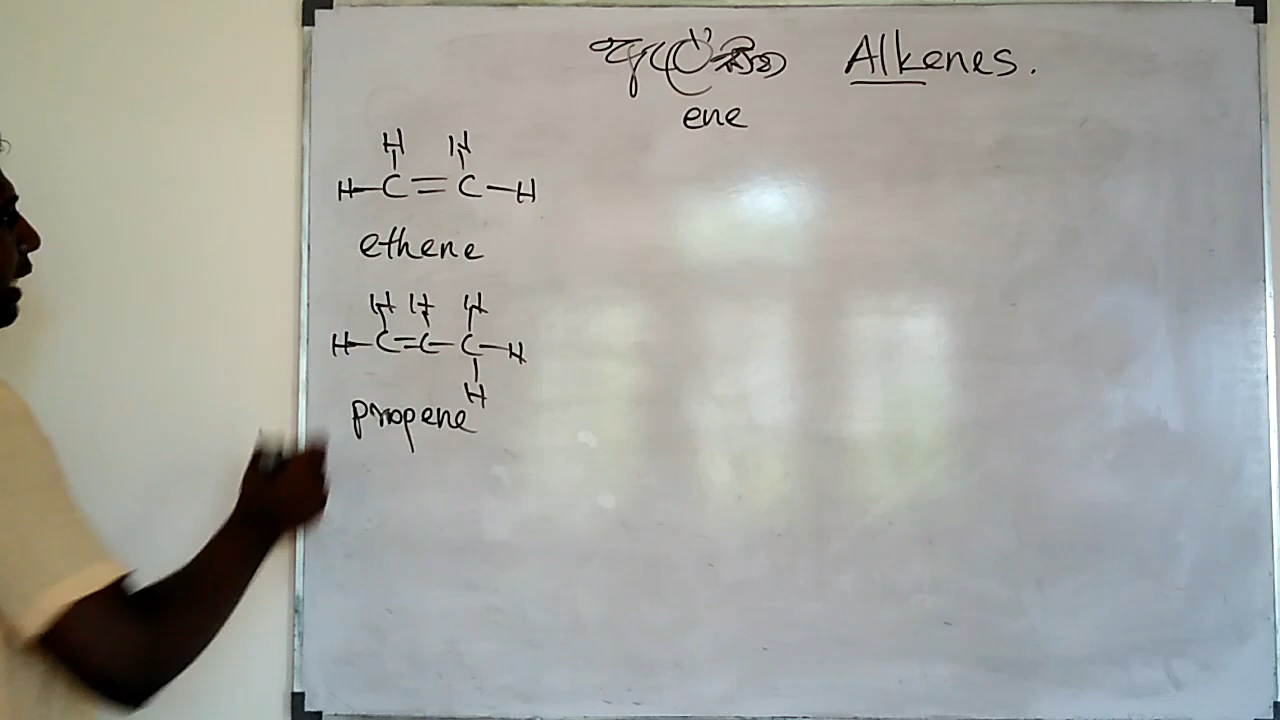 Alkenes.
ene
H H
H-C=C-H
ethene
H H H
H-C=C-C-H
H
propene